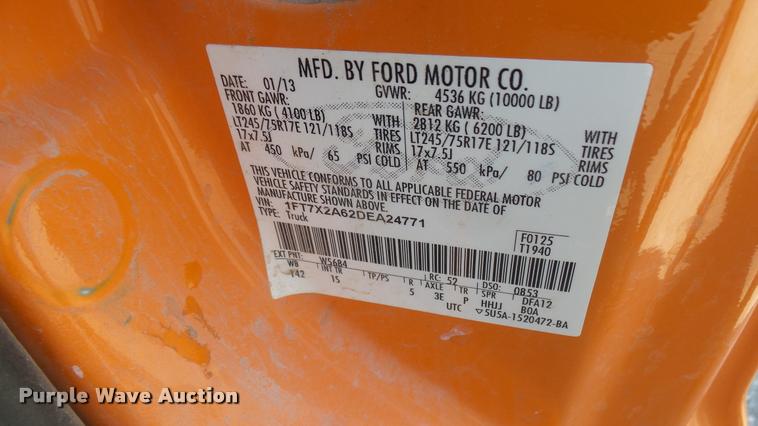 MFD. BY FORD MOTOR CO.
DATE: 01/13 GVWR: 4536 KG (10000 LB)
FRONT GAWR: REAR GAWR:
1860 KG ( 4100 LB) WITH 2812 KG ( 6200 LB) WITH
LT245/75R17E 121/118S TIRES LT245/75R17E 121/118S TIRES
17x7.5J RIMS 17x7.5J RIMS
AT 450 kPa/ 65 PSI COLD AT 550 kPa/ 80 PSI COLD
THIS VEHICLE CONFORMS TO ALL APPLICABLE FEDERAL MOTOR
VEHICLE SAFETY STANDARDS IN EFFECT ON THE DATE OF
MANUFACTURE SHOWN ABOVE.
VIN: 1FT7X2A62DEA24771
TYPE: Truck
F0125
T1940
EXT PNT: W56B4 RC: 52 DSO: 0853
WB INT TR TP/PS R AXLE TR SPR DFA12
142 IS 5 3E P HHJJ BOA
UTC ▽5U5A-1520472-BA
Purple Wave Auction